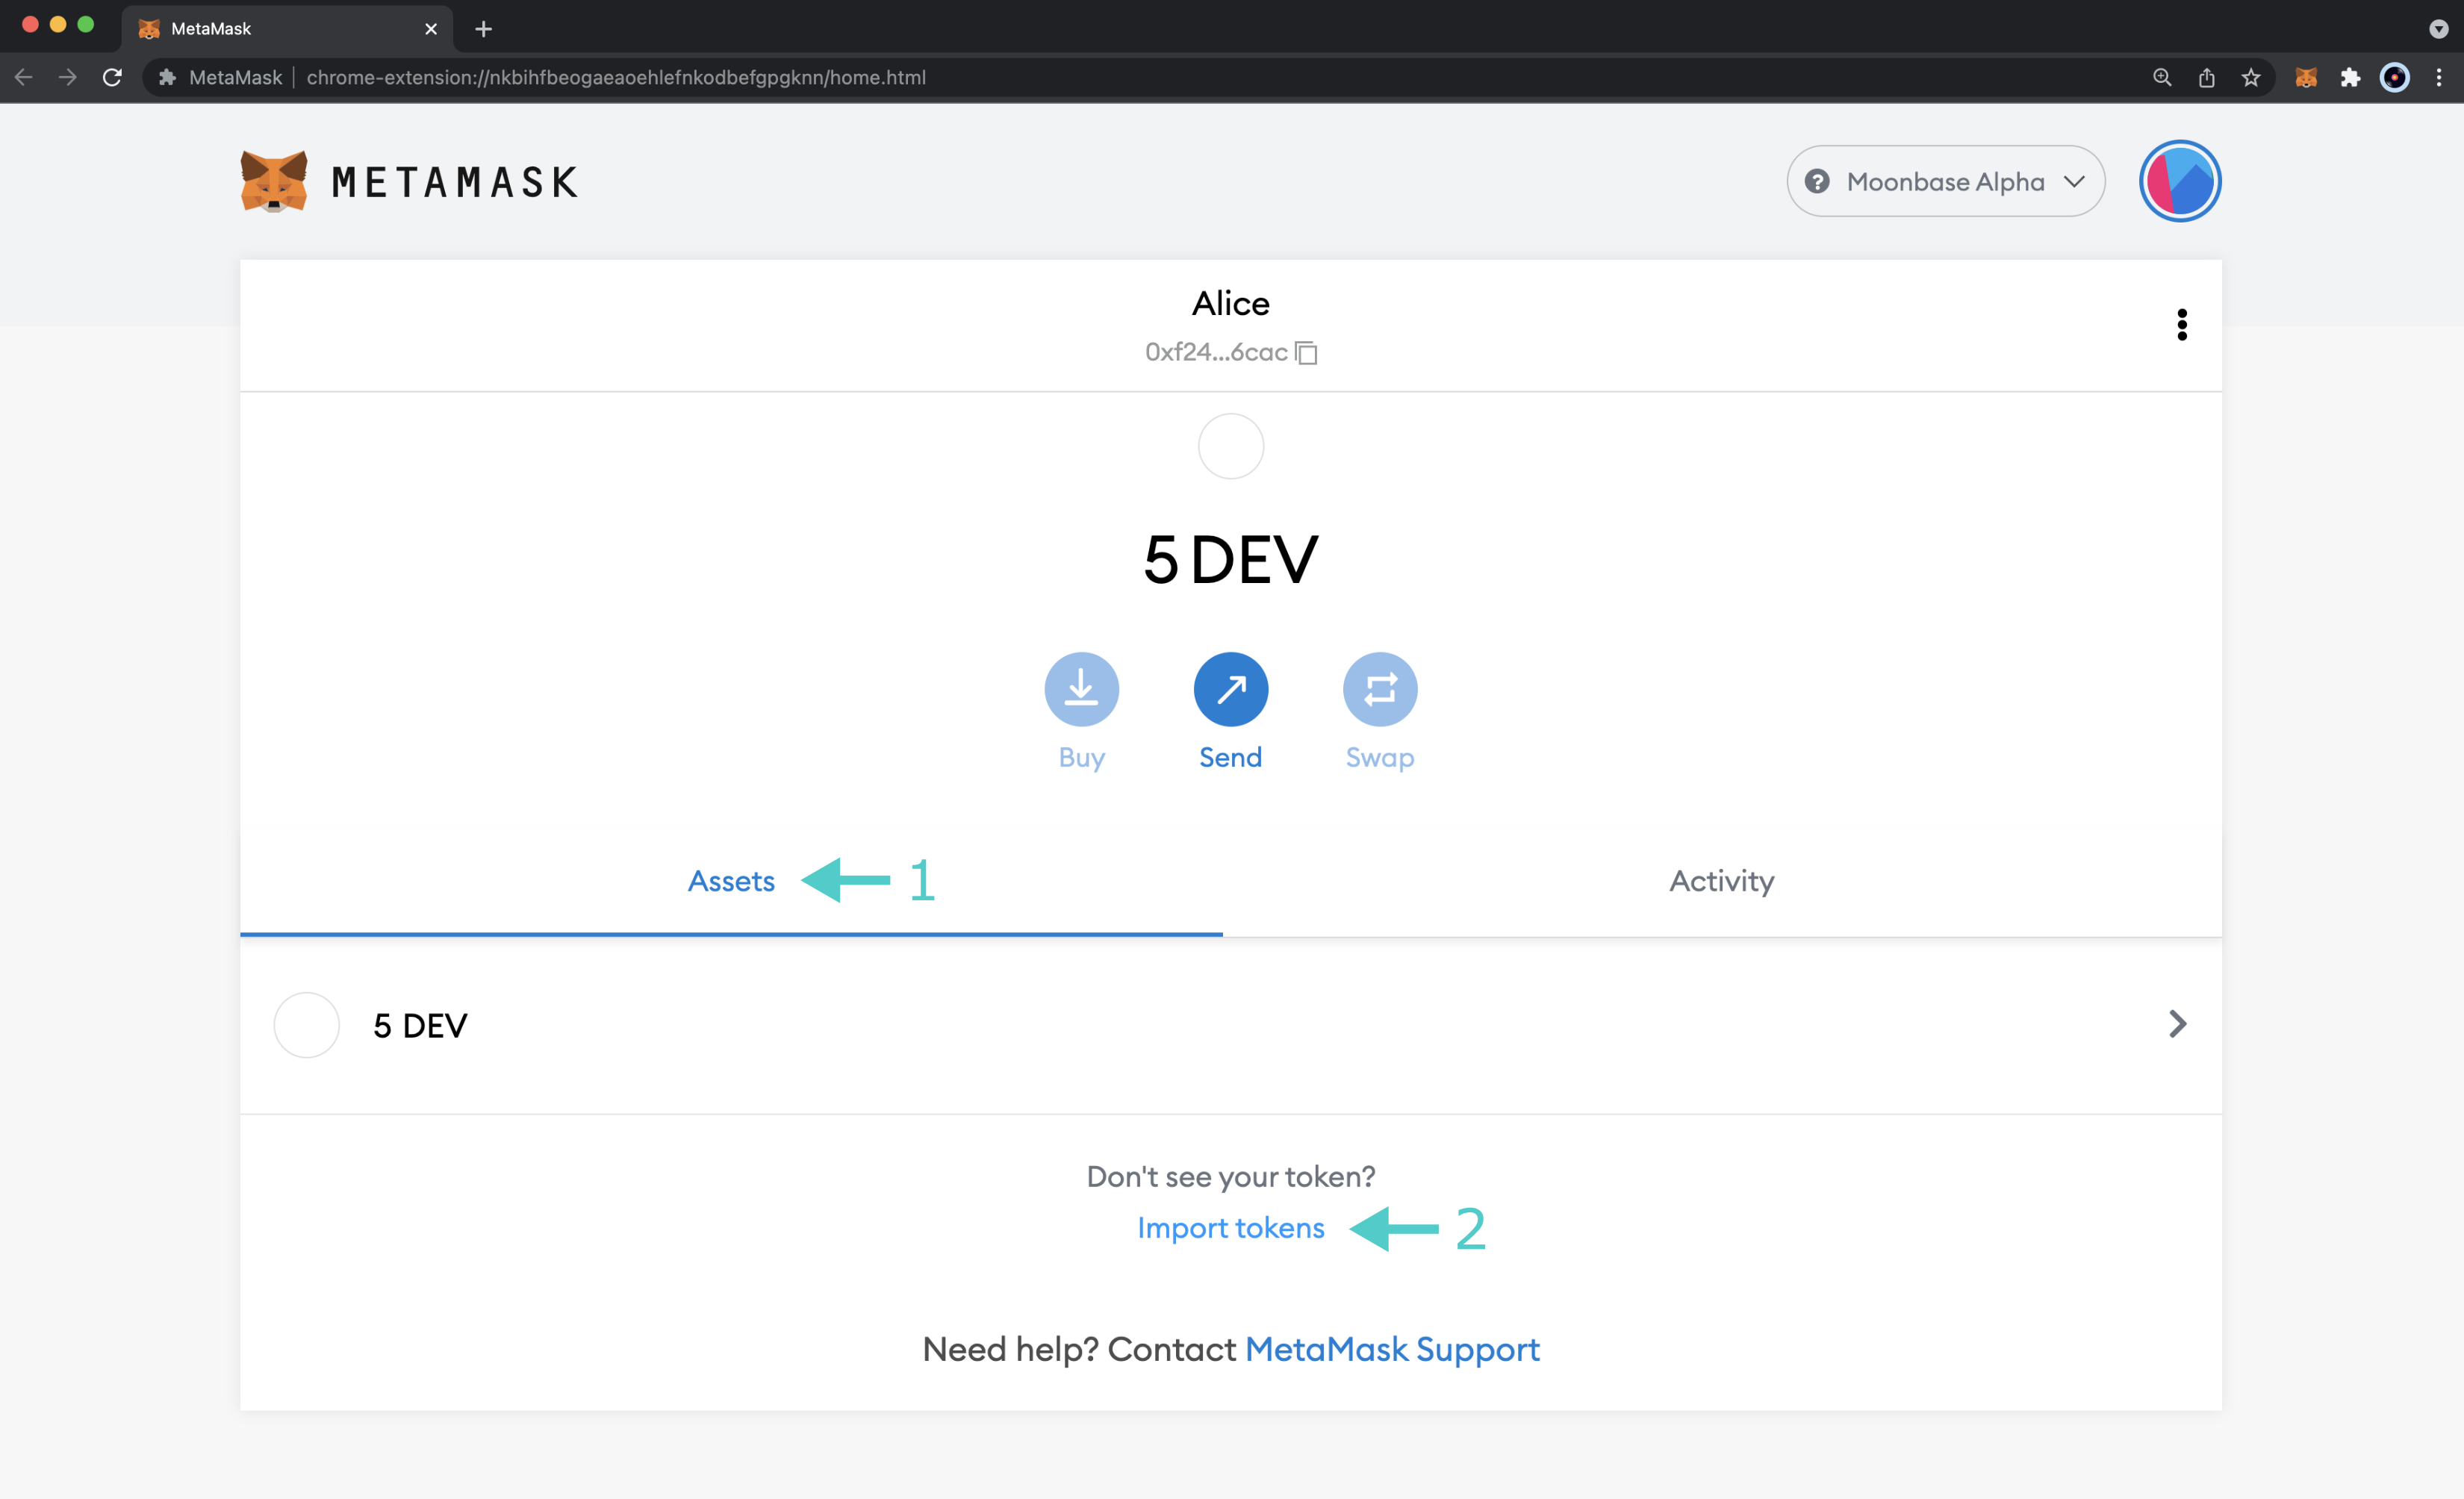 MetaMask
MetaMask | chrome-extension://nkbihfbeogaeaoehlefnkodbefgpgknn/home.html
METAMASK
? Moonbase Alpha
Alice
0xf24...6cac
5 DEV
Buy Send Swap
Assets 1 Activity
5 DEV
Don't see your token?
Import tokens 2
Need help? Contact MetaMask Support